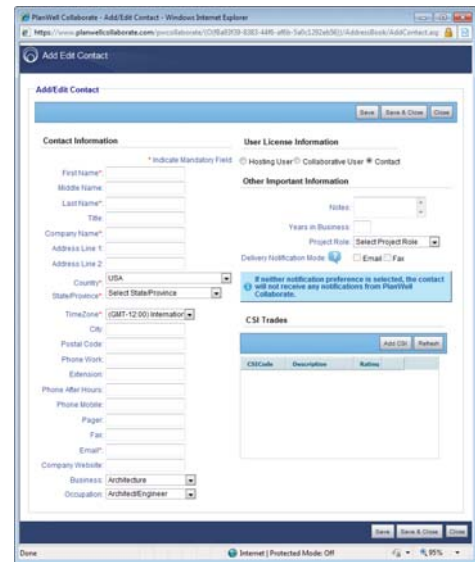 PlanWell Collaborate - Add/Edit Contact - Windows Internet Explorer
Add Edit Contact
Add/Edit Contact
Save Save & Close Close
Contact Information
* Indicate Mandatory Field
First Name*:
Middle Name:
Last Name*:
Title:
Company Name*:
Address Line 1:
Address Line 2:
Country*: USA
State/Province*: Select State/Province
TimeZone*: (GMT-12:00) Internation
City:
Postal Code:
Phone Work:
Extension:
Phone After Hours:
Phone Mobile:
Pager:
Fax:
Email*:
Company Website:
Business: Architecture
Occupation: Architect/Engineer
User License Information
Hosting User Collaborative User Contact
Other Important Information
Notes:
Years in Business:
Project Role: Select Project Role
Delivery Notification Mode: Email Fax
If neither notification preference is selected, the contact
will not receive any notifications from PlanWell
Collaborate.
CSI Trades
Add CSI Refresh
CSICode Description Rating
Save Save & Close Close
Done Internet | Protected Mode: Off 95%